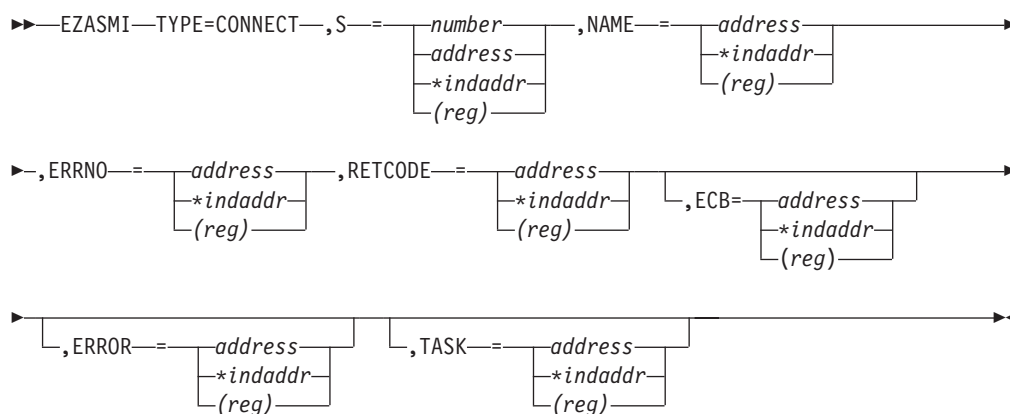 EZASMI TYPE=CONNECT ,S = number ,NAME = address
address *indaddr
*indaddr (reg)
(reg)
,ERRNO = address ,RETCODE = address
*indaddr *indaddr ,ECB= address
(reg) (reg) *indaddr
(reg)
,ERROR = address ,TASK = address
*indaddr *indaddr
(reg) (reg)